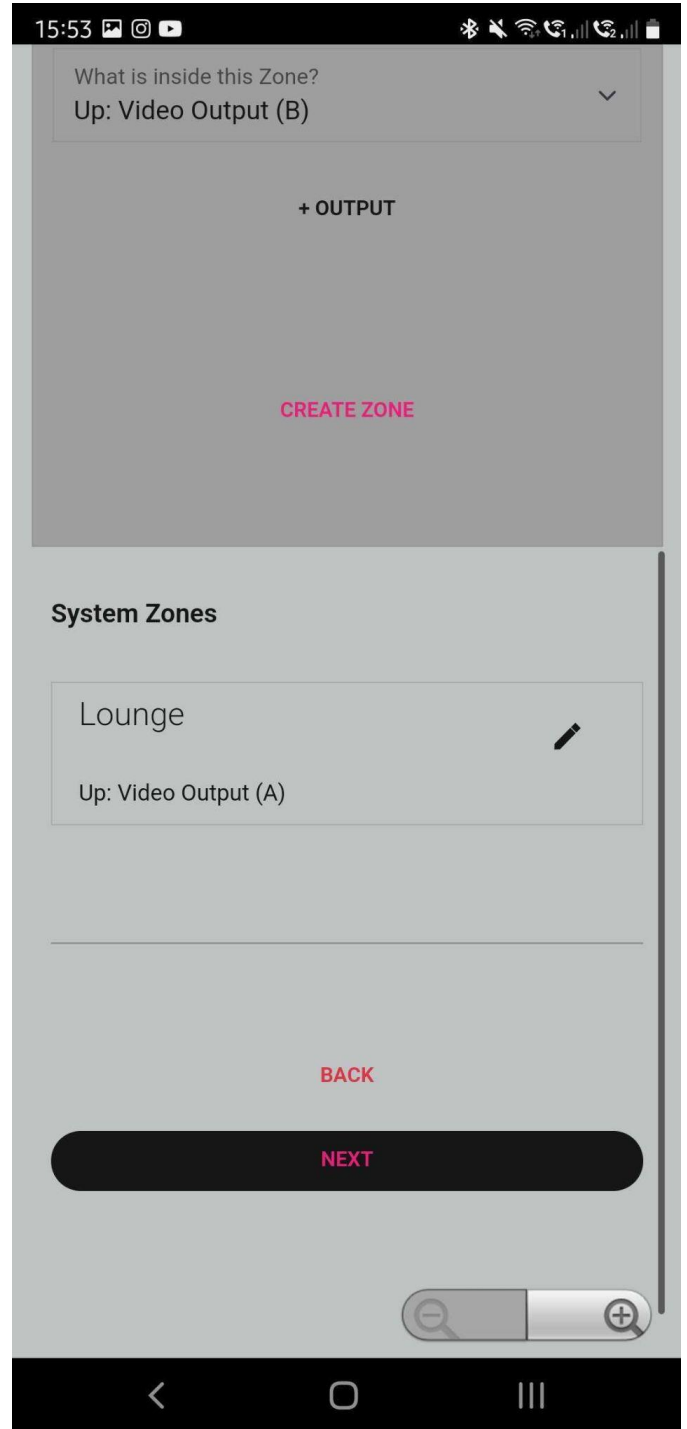 15:53
What is inside this Zone?
Up: Video Output (B)
+ OUTPUT
CREATE ZONE
System Zones
Lounge
Up: Video Output (A)
BACK
NEXT